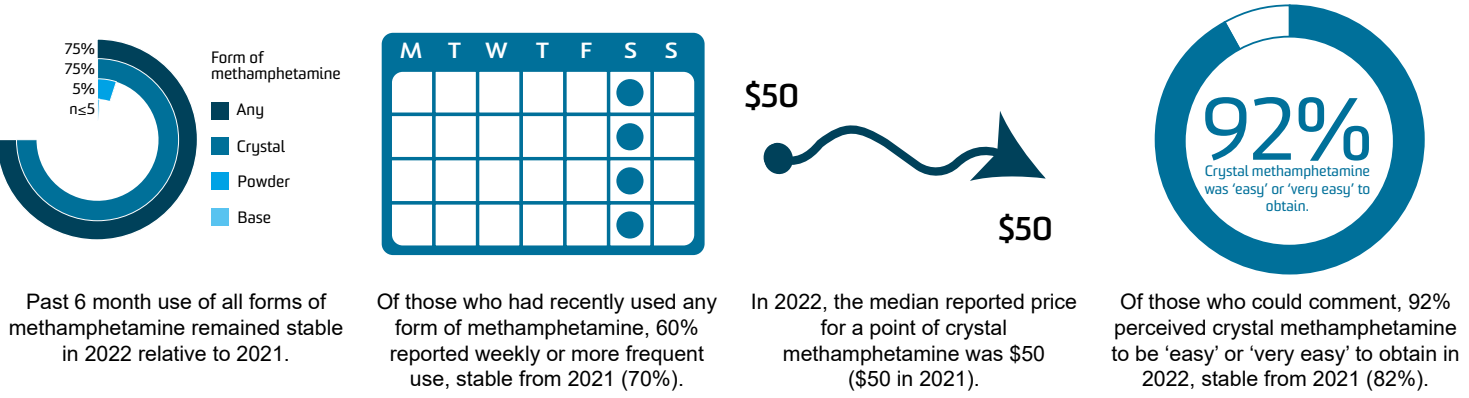 75%
75%
5%
n≤5
Form of
methamphetamine
Any
Crystal
Powder
Base
Past 6 month use of all forms of
methamphetamine remained stable
in 2022 relative to 2021.
M T W T F S S
Of those who had recently used any
form of methamphetamine, 60%
reported weekly or more frequent
use, stable from 2021 (70%).
$50
$50
In 2022, the median reported price
for a point of crystal
methamphetamine was $50
($50 in 2021).
92%
Crystal methamphetamine
was ‘easy’ or ‘very easy’ to
obtain.
Of those who could comment, 92%
perceived crystal methamphetamine
to be ‘easy’ or ‘very easy’ to obtain in
2022, stable from 2021 (82%).